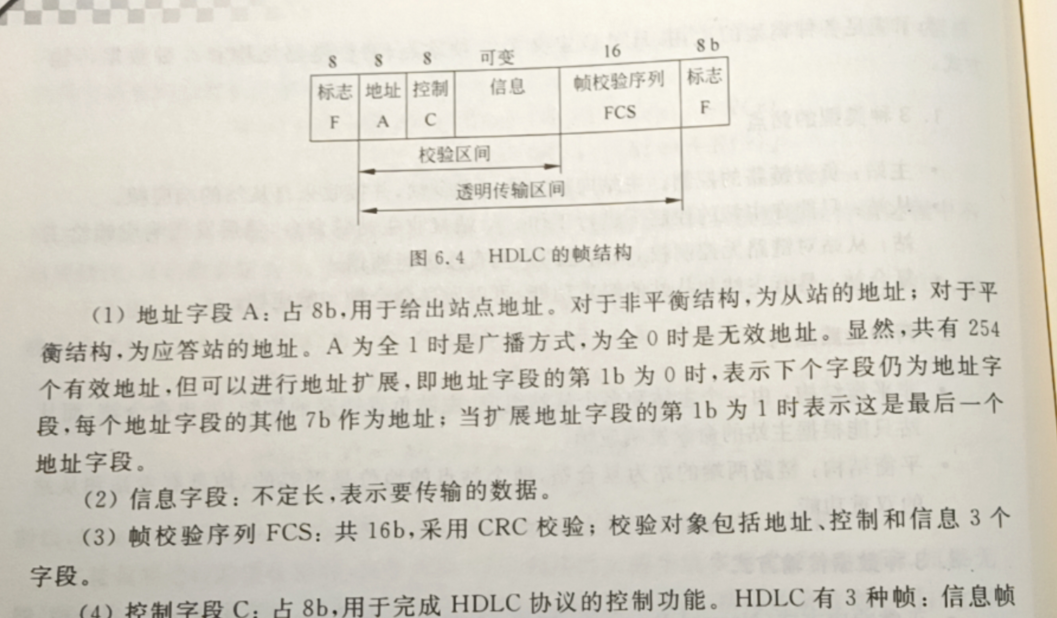 8 8 8 可变 16 8 b
标志 地址 控制 信息 帧校验序列 标志
F A C FCS F
校验区间
透明传输区间
图 6.4 HDLC 的帧结构
(1) 地址字段 A：占 8b,用于给出站点地址。对于非平衡结构,为从站的地址；对于平
衡结构,为应答站的地址。A 为全 1 时是广播方式,为全 0 时是无效地址。显然,共有 254
个有效地址,但可以进行地址扩展,即地址字段的第 1b 为 0 时,表示下个字段仍为地址字
段,每个地址字段的其他 7b 作为地址；当扩展地址字段的第 1b 为 1 时表示这是最后一个
地址字段。
(2) 信息字段：不定长,表示要传输的数据。
(3) 帧校验序列 FCS：共 16b,采用 CRC 校验；校验对象包括地址、控制和信息 3 个
字段。
(4) 控制字段 C：占 8b,用于完成 HDLC 协议的控制功能。HDLC 有 3 种帧：信息帧